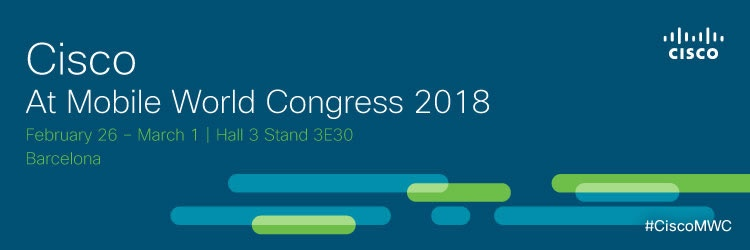 Cisco
At Mobile World Congress 2018
February 26 – March 1 | Hall 3 Stand 3E30
Barcelona
CISCO
#CiscoMWC